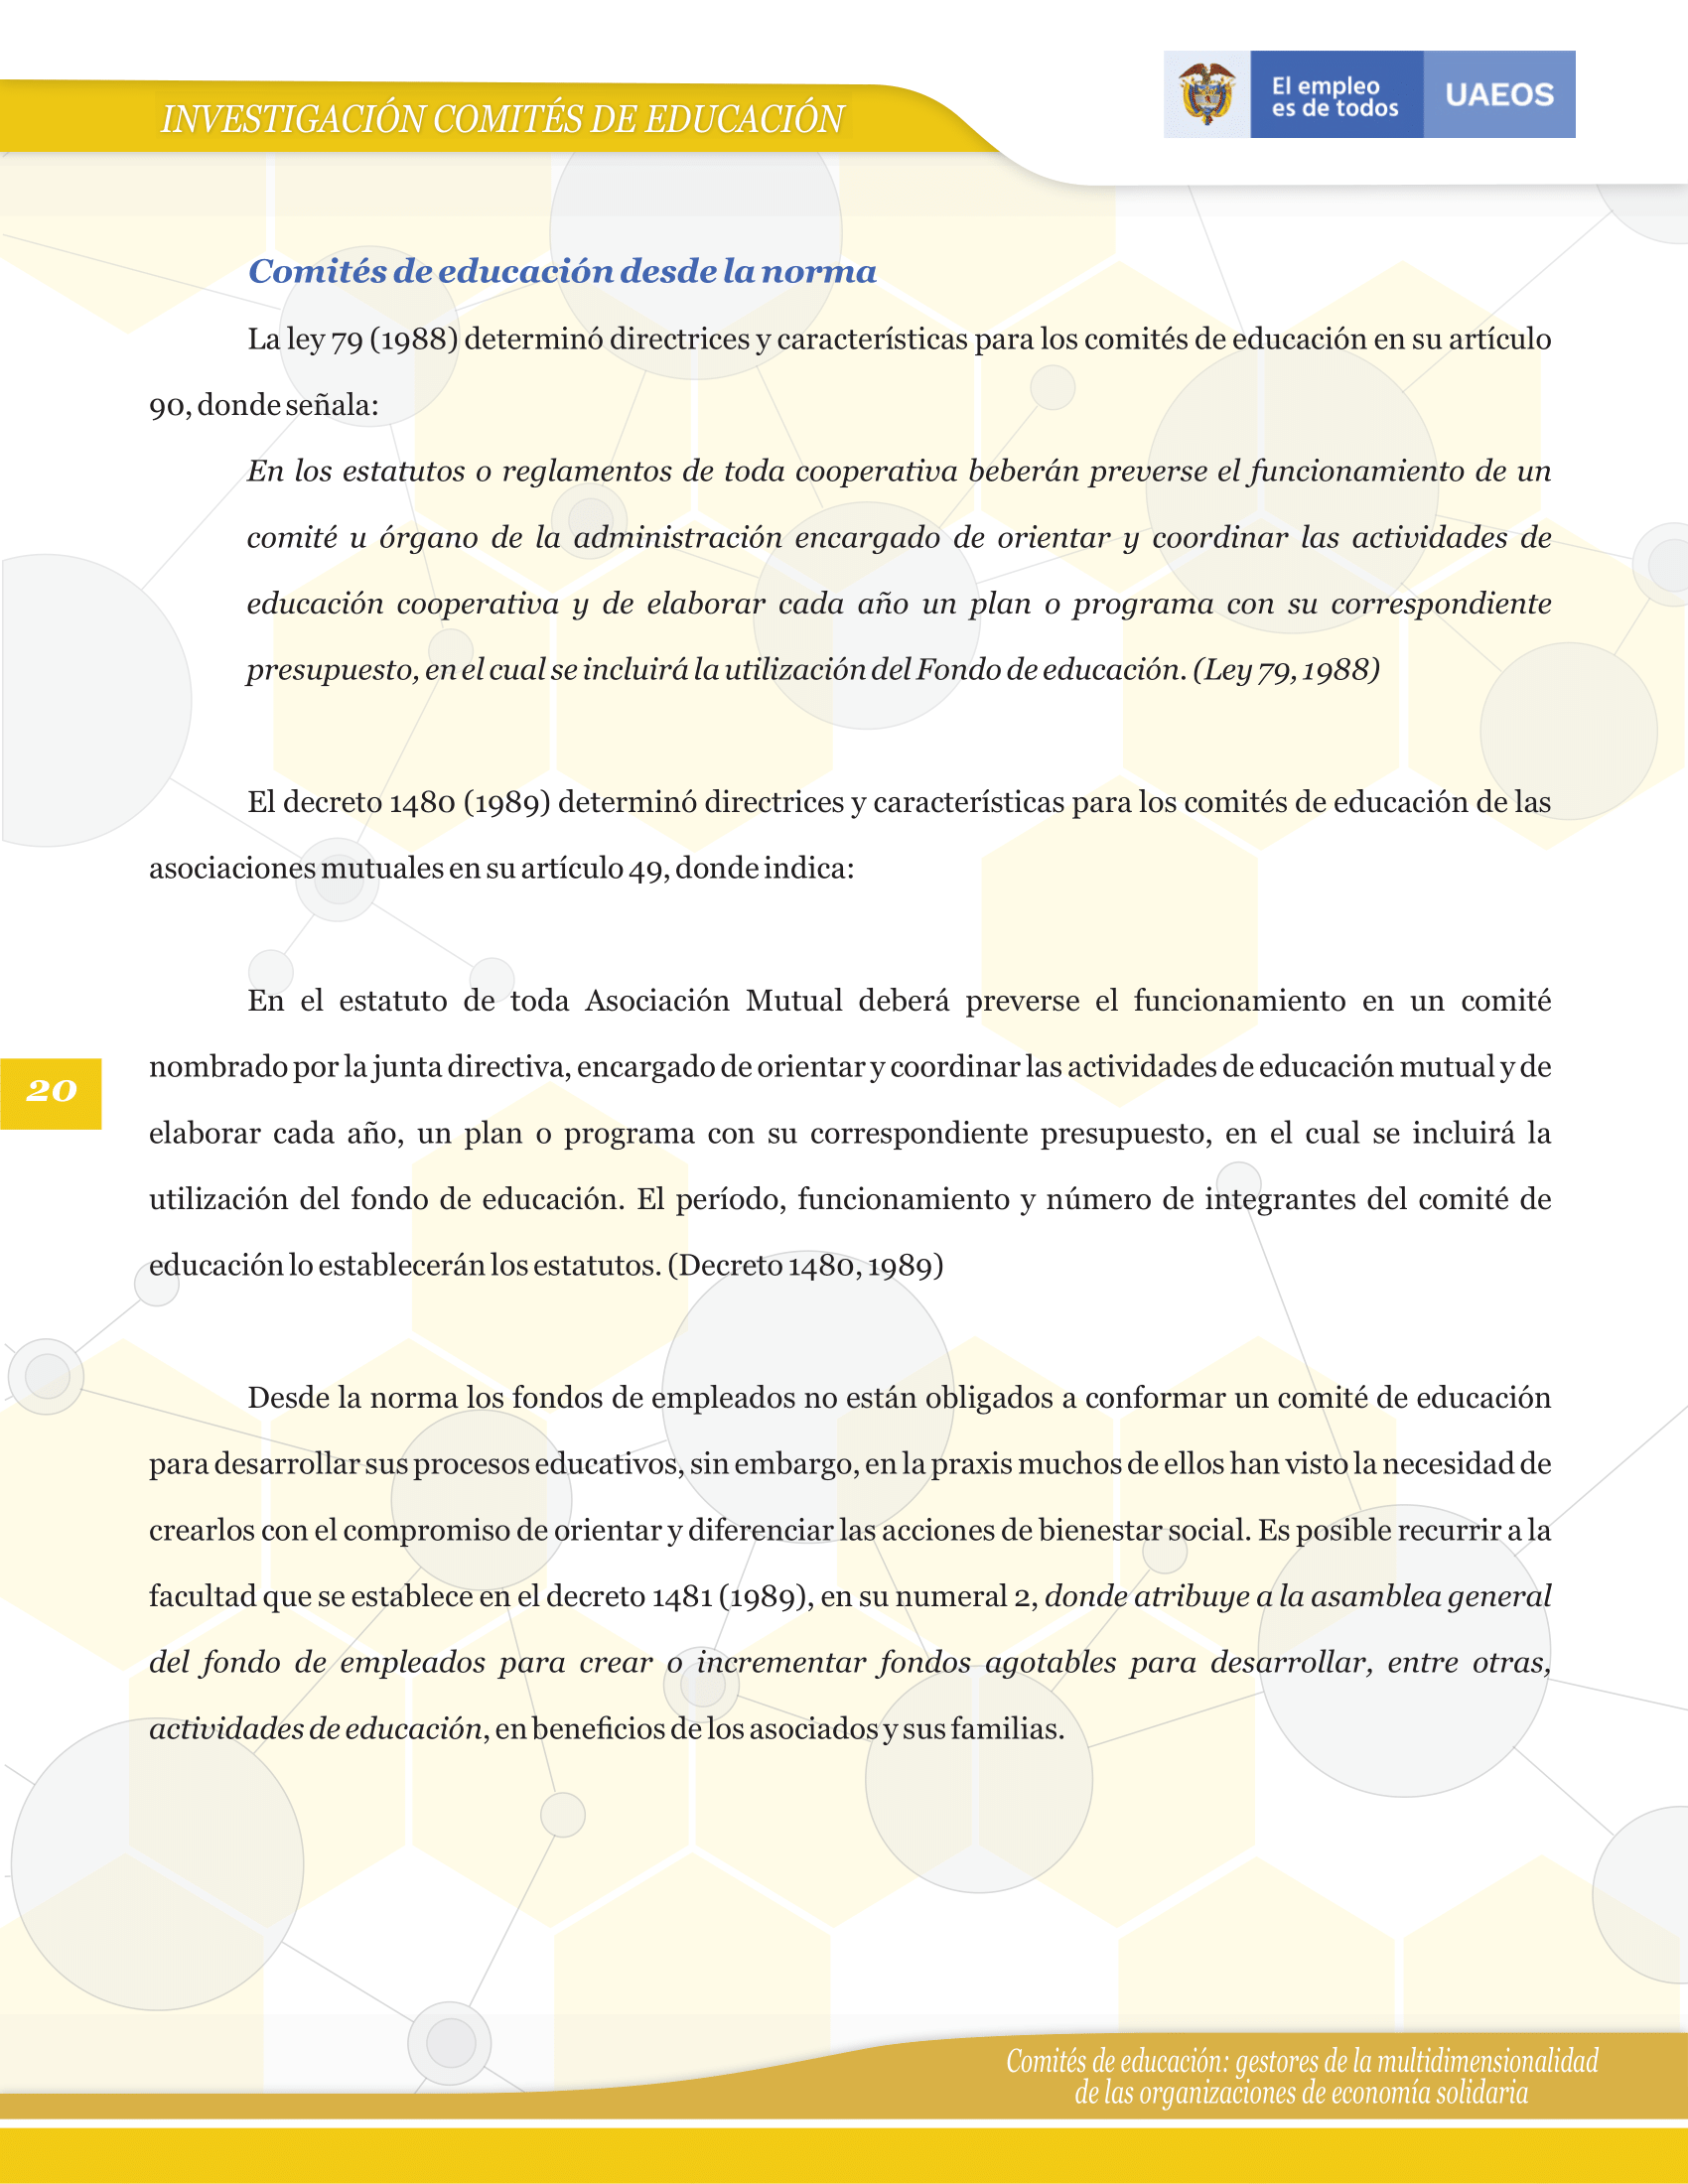 INVESTIGACIÓN COMITÉS DE EDUCACIÓN
El empleo
es de todos
UAEOS
Comités de educación desde la norma
La ley 79 (1988) determinó directrices y características para los comités de educación en su artículo
90, donde señala:
En los estatutos o reglamentos de toda cooperativa beberán preverse el funcionamiento de un
comité u órgano de la administración encargado de orientar y coordinar las actividades de
educación cooperativa y de elaborar cada año un plan o programa con su correspondiente
presupuesto, en el cual se incluirá la utilización del Fondo de educación. (Ley 79, 1988)
El decreto 1480 (1989) determinó directrices y características para los comités de educación de las
asociaciones mutuales en su artículo 49, donde indica:
En el estatuto de toda Asociación Mutual deberá preverse el funcionamiento en un comité
nombrado por la junta directiva, encargado de orientar y coordinar las actividades de educación mutual y de
elaborar cada año, un plan o programa con su correspondiente presupuesto, en el cual se incluirá la
utilización del fondo de educación. El período, funcionamiento y número de integrantes del comité de
educación lo establecerán los estatutos. (Decreto 1480, 1989)
20
Desde la norma los fondos de empleados no están obligados a conformar un comité de educación
para desarrollar sus procesos educativos, sin embargo, en la praxis muchos de ellos han visto la necesidad de
crearlos con el compromiso de orientar y diferenciar las acciones de bienestar social. Es posible recurrir a la
facultad que se establece en el decreto 1481 (1989), en su numeral 2, donde atribuye a la asamblea general
del fondo de empleados para crear o incrementar fondos agotables para desarrollar, entre otras,
actividades de educación, en beneficios de los asociados y sus familias.
Comités de educación: gestores de la multidimensionalidad
de las organizaciones de economía solidaria